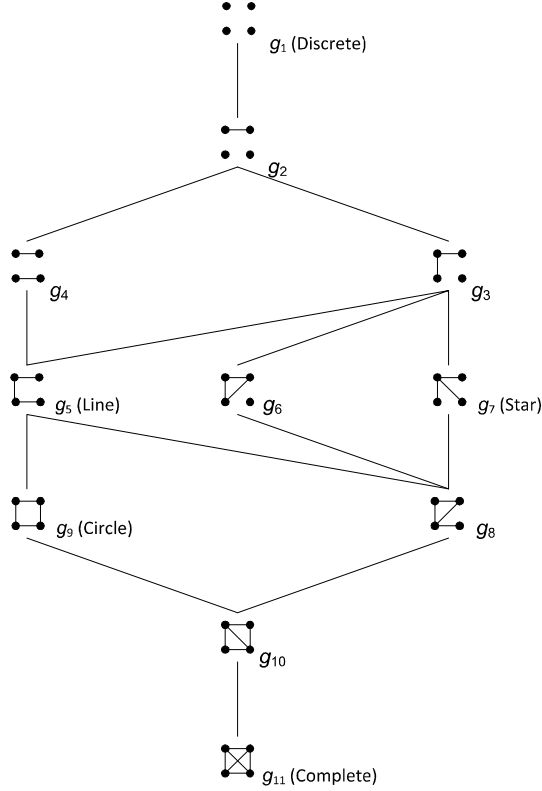 g₁ (Discrete)
g₂
g₄
g₃
g₅ (Line)
g₆
g₇ (Star)
g₉ (Circle)
g₈
g₁₀
g₁₁ (Complete)